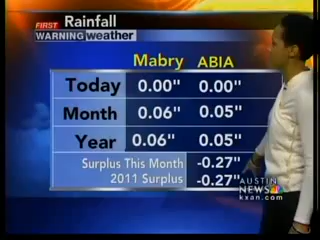 FIRST Rainfall
WARNING weather
Mabry ABIA
Today 0.00" 0.00"
Month 0.06" 0.05"
Year 0.06" 0.05"
Surplus This Month -0.27"
2011 Surplus -0.27"
AUSTIN
NEWS
kxan.com